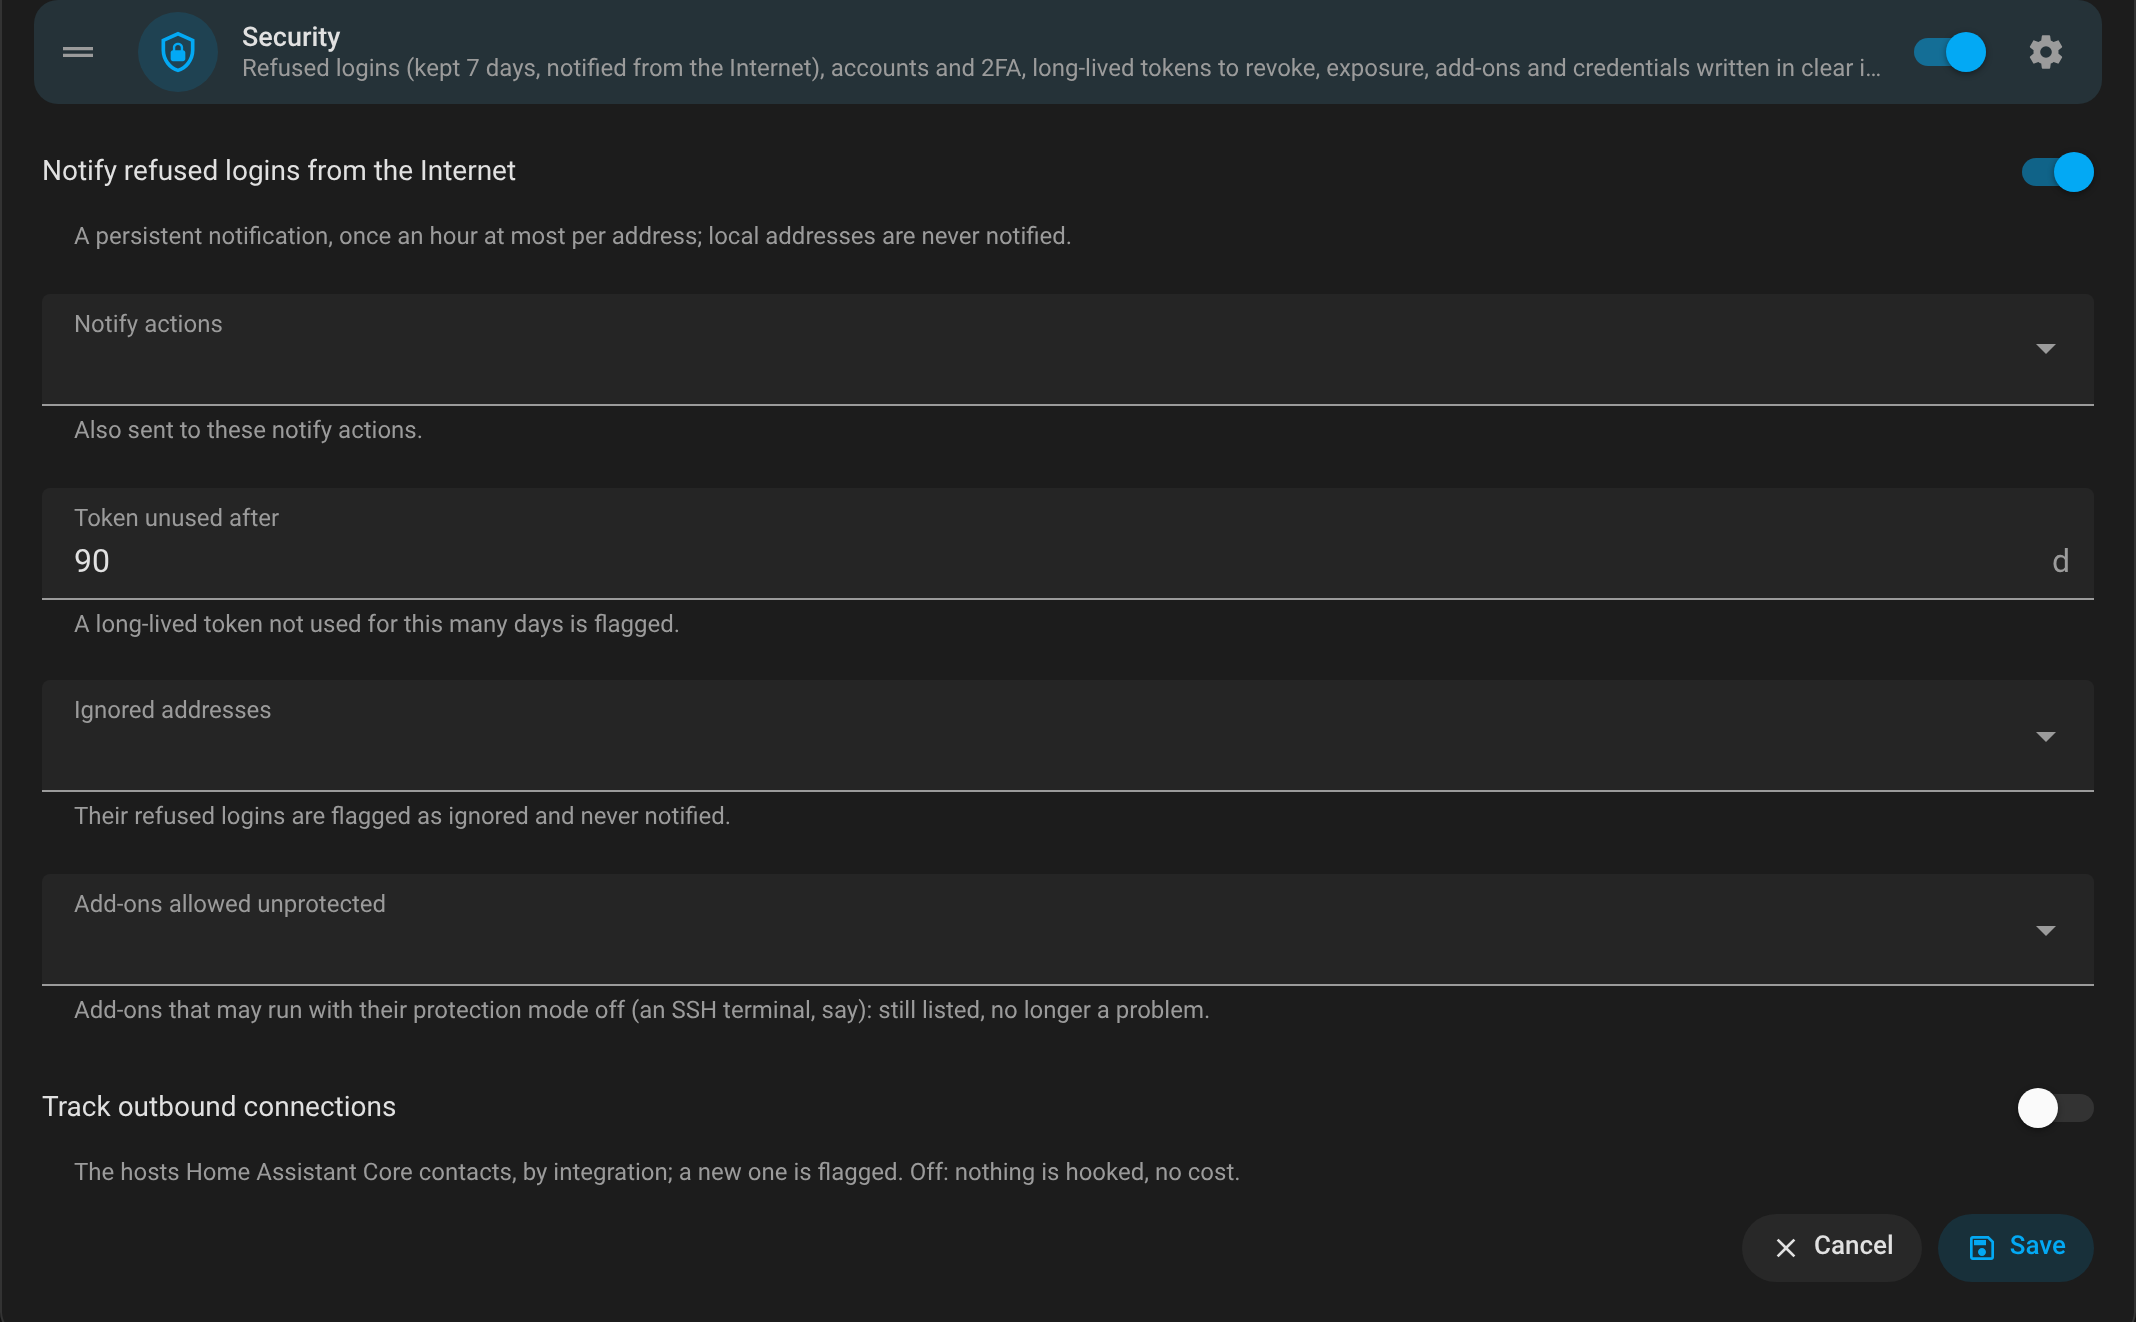 Security
Refused logins (kept 7 days, notified from the Internet), accounts and 2FA, long-lived tokens to revoke, exposure, add-ons and credentials written in clear i…
Notify refused logins from the Internet
A persistent notification, once an hour at most per address; local addresses are never notified.
Notify actions
Also sent to these notify actions.
Token unused after
90 d
A long-lived token not used for this many days is flagged.
Ignored addresses
Their refused logins are flagged as ignored and never notified.
Add-ons allowed unprotected
Add-ons that may run with their protection mode off (an SSH terminal, say): still listed, no longer a problem.
Track outbound connections
The hosts Home Assistant Core contacts, by integration; a new one is flagged. Off: nothing is hooked, no cost.
Cancel Save